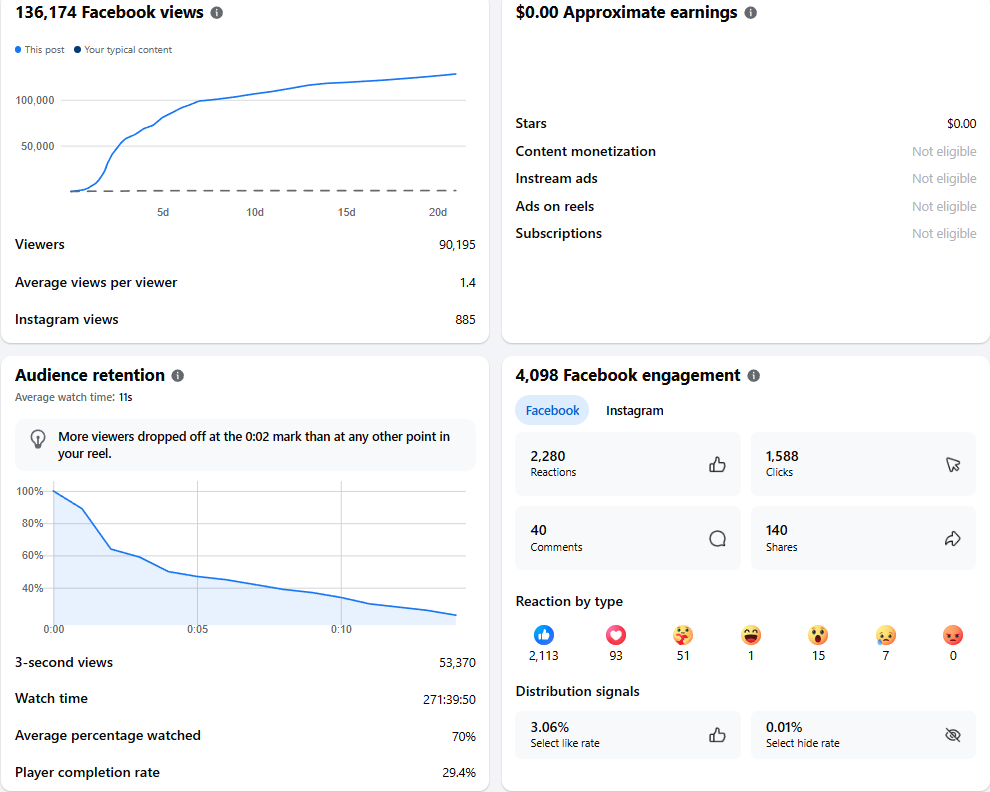 136,174 Facebook views
This post Your typical content
100,000
50,000
5d 10d 15d 20d
Viewers 90,195
Average views per viewer 1.4
Instagram views 885
$0.00 Approximate earnings
Stars $0.00
Content monetization Not eligible
Instream ads Not eligible
Ads on reels Not eligible
Subscriptions Not eligible
Audience retention
Average watch time: 11s
More viewers dropped off at the 0:02 mark than at any other point in
your reel.
100%
80%
60%
40%
0:00 0:05 0:10
3-second views 53,370
Watch time 271:39:50
Average percentage watched 70%
Player completion rate 29.4%
4,098 Facebook engagement
Facebook Instagram
2,280 1,588
Reactions Clicks
40 140
Comments Shares
Reaction by type
2,113 93 51 1 15 7 0
Distribution signals
3.06% 0.01%
Select like rate Select hide rate